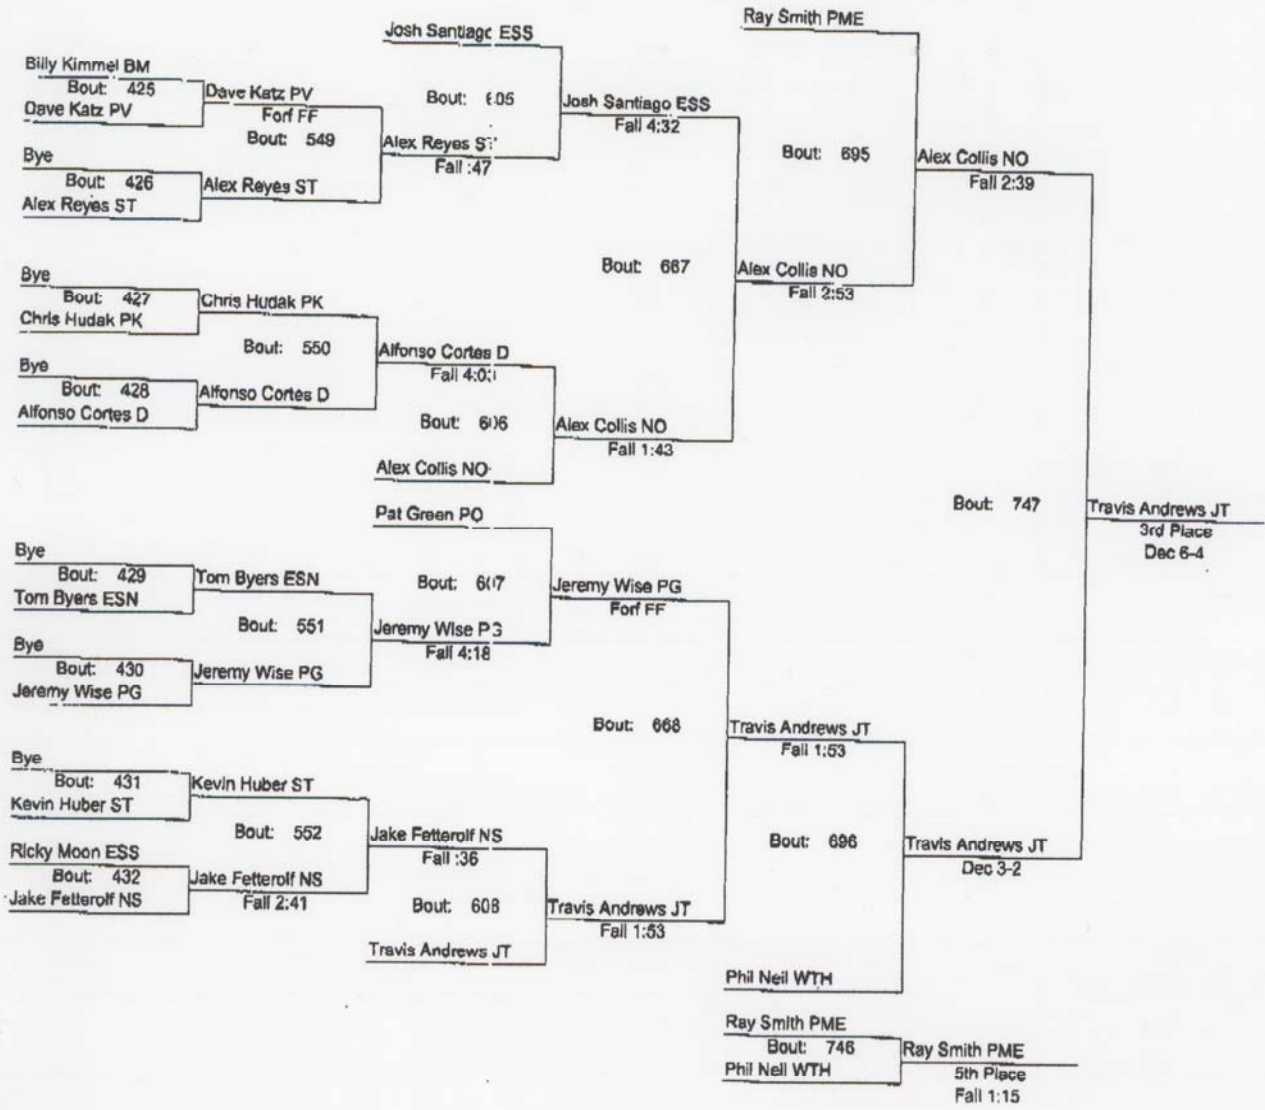 Ray Smith PME
Josh Santiago ESS
Billy Kimmel BM
Bout: 425
Dave Katz PV
Dave Katz PV
Forf FF
Bout: 605
Josh Santiago ESS
Fall 4:32
Bout: 549
Alex Reyes ST
Fall :47
Bye
Bout: 426
Alex Reyes ST
Alex Reyes ST
Bout: 695
Alex Collis NO
Fall 2:39
Bout: 667
Alex Collis NO
Fall 2:53
Bye
Bout: 427
Chris Hudak PK
Chris Hudak PK
Bout: 550
Alfonso Cortes D
Fall
Bye
Bout: 428
Alfonso Cortes D
Alfonso Cortes D
Bout: 606
Alex Collis NO
Fall 1:43
Alex Collis NO
Bout: 747
Travis Andrews JT
3rd Place
Dec 6-4
Pat Green PO
Bye
Bout: 429
Tom Byers ESN
Tom Byers ESN
Bout: 607
Jeremy Wise PG
Forf FF
Bout: 551
Jeremy Wise PG
Fall 4:18
Bye
Bout: 430
Jeremy Wise PG
Jeremy Wise PG
Bout: 668
Travis Andrews JT
Fall 1:53
Bye
Bout: 431
Kevin Huber ST
Kevin Huber ST
Bout: 552
Jake Fetterolf NS
Fall :36
Bout: 696
Travis Andrews JT
Dec 3-2
Ricky Moon ESS
Bout: 432
Jake Fetterolf NS
Jake Fetterolf NS
Fall 2:41
Bout: 608
Travis Andrews JT
Fall 1:53
Travis Andrews JT
Phil Neil WTH
Ray Smith PME
Bout: 746
Phil Neil WTH
Ray Smith PME
5th Place
Fall 1:15